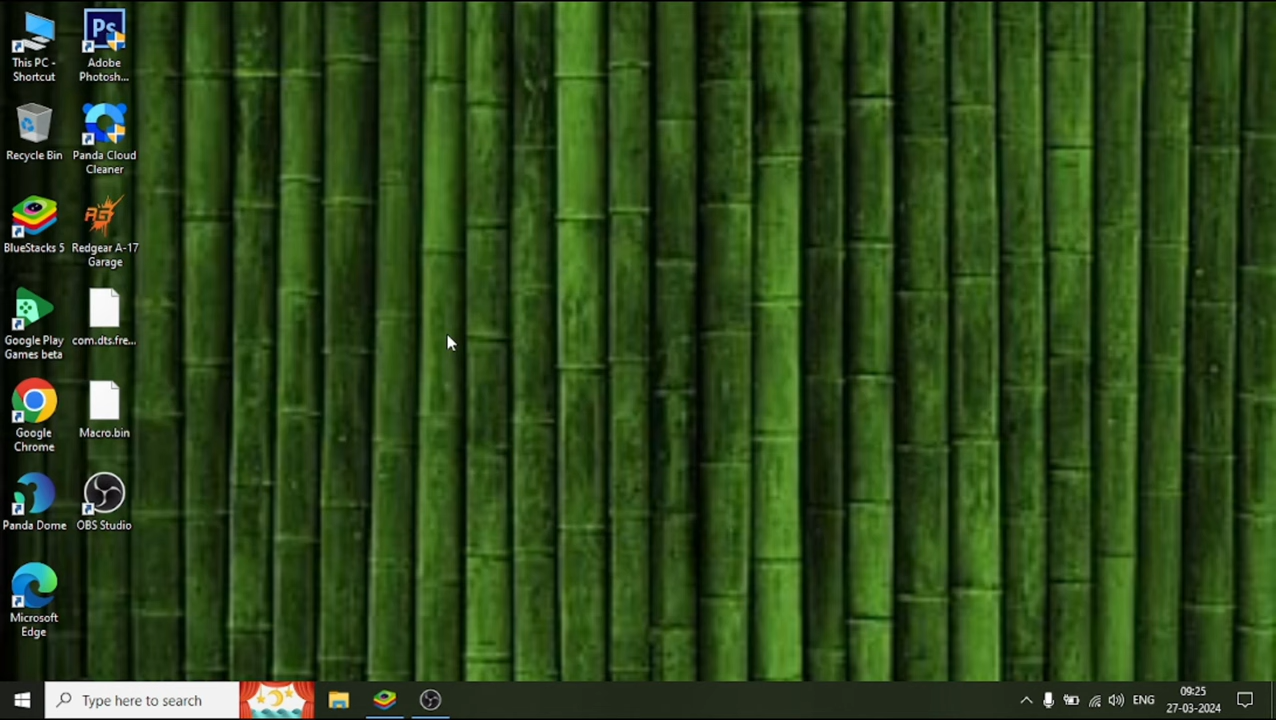 This PC -
Shortcut
Ps
Adobe
Photosh...
Recycle Bin
Panda Cloud
Cleaner
BlueStacks 5
RG
Redgear A-17
Garage
Google Play
Games beta
com.dts.fre...
Google
Chrome
Macro.bin
Panda Dome
OBS Studio
Microsoft
Edge
Type here to search
ENG
09:25
27-03-2024